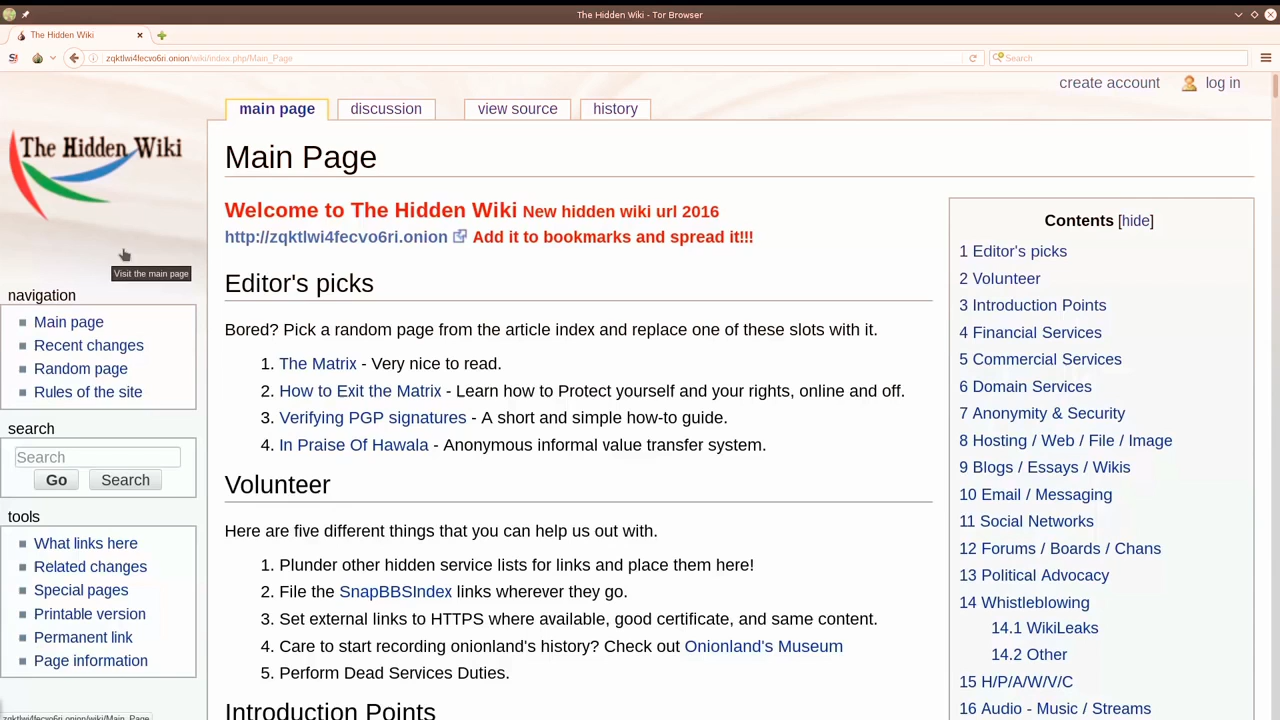 The Hidden Wiki - Tor Browser
The Hidden Wiki
zqktlwi4fecvo6ri.onion/wiki/index.php/Main_Page
Search
create account log in
main page discussion view source history
The Hidden Wiki
Visit the main page
navigation
Main page
Recent changes
Random page
Rules of the site
search
Search
Go Search
tools
What links here
Related changes
Special pages
Printable version
Permanent link
Page information
Main Page
Welcome to The Hidden Wiki New hidden wiki url 2016
http://zqktlwi4fecvo6ri.onion Add it to bookmarks and spread it!!!
Editor's picks
Bored? Pick a random page from the article index and replace one of these slots with it.
1. The Matrix - Very nice to read.
2. How to Exit the Matrix - Learn how to Protect yourself and your rights, online and off.
3. Verifying PGP signatures - A short and simple how-to guide.
4. In Praise Of Hawala - Anonymous informal value transfer system.
Volunteer
Here are five different things that you can help us out with.
1. Plunder other hidden service lists for links and place them here!
2. File the SnapBBSIndex links wherever they go.
3. Set external links to HTTPS where available, good certificate, and same content.
4. Care to start recording onionland's history? Check out Onionland's Museum
5. Perform Dead Services Duties.
Introduction Points
Contents [hide]
1 Editor's picks
2 Volunteer
3 Introduction Points
4 Financial Services
5 Commercial Services
6 Domain Services
7 Anonymity & Security
8 Hosting / Web / File / Image
9 Blogs / Essays / Wikis
10 Email / Messaging
11 Social Networks
12 Forums / Boards / Chans
13 Political Advocacy
14 Whistleblowing
14.1 WikiLeaks
14.2 Other
15 H/P/A/W/V/C
16 Audio - Music / Streams
zqktlwi4fecvo6ri.onion/wiki/Main_Page